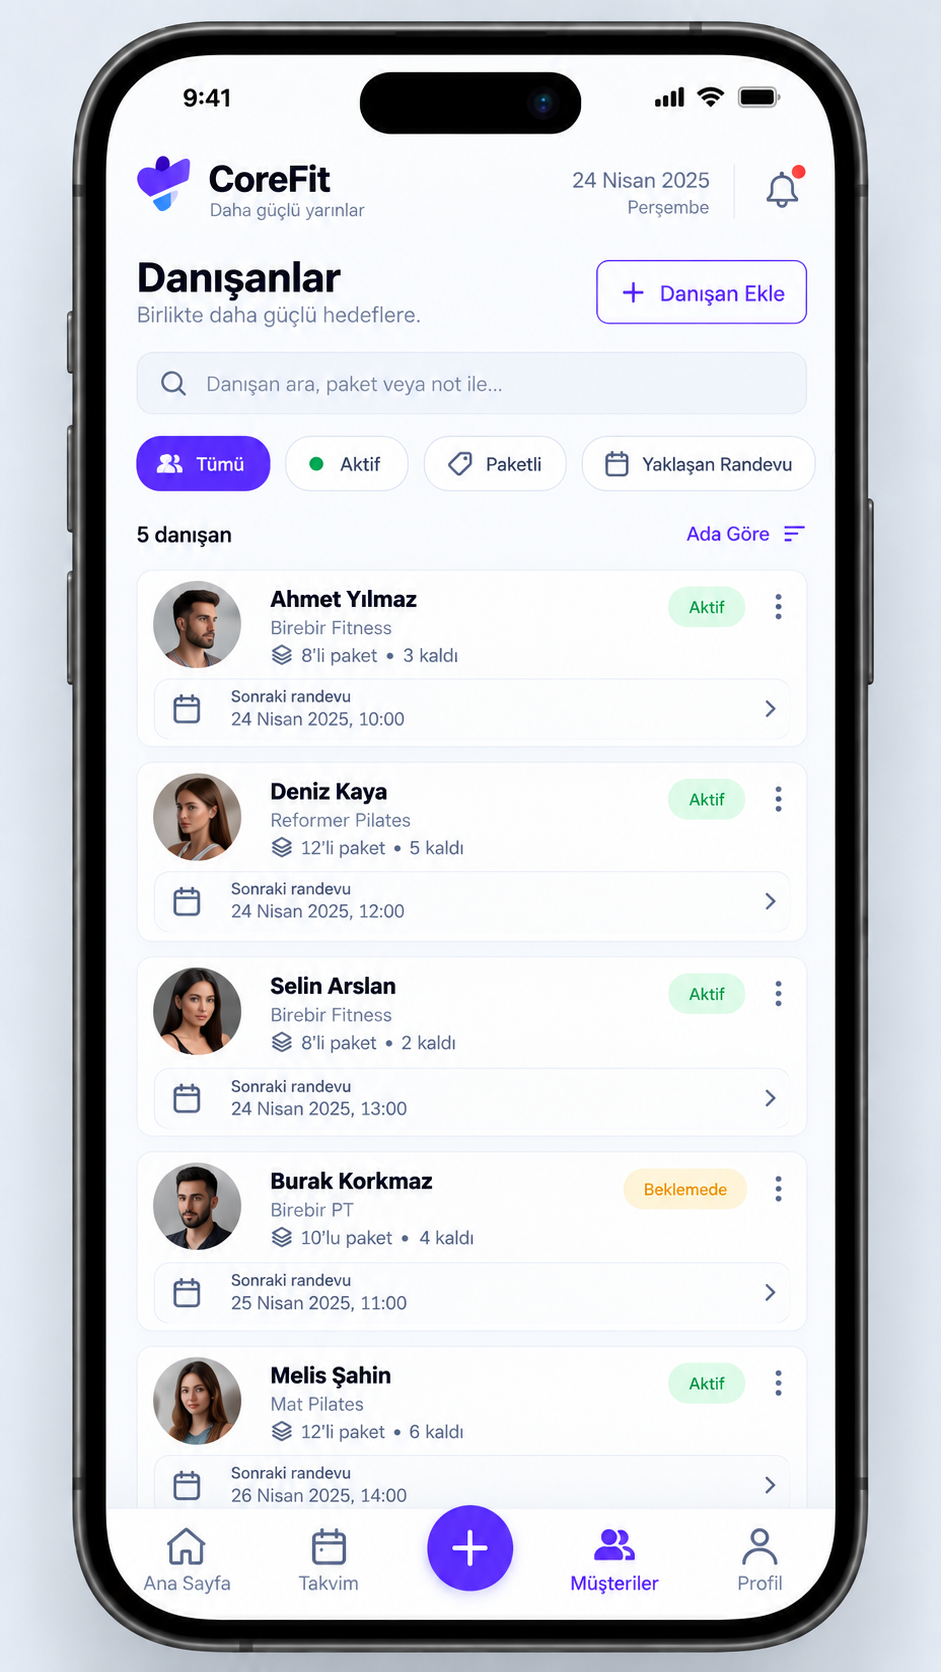 9:41
CoreFit
Daha güçlü yarınlar
24 Nisan 2025
Perşembe
Danışanlar
Birlikte daha güçlü hedeflere.
+ Danışan Ekle
Danışan ara, paket veya not ile...
Tümü
Aktif
Paketli
Yaklaşan Randevu
5 danışan
Ada Göre
Ahmet Yılmaz
Aktif
Birebir Fitness
8'li paket • 3 kaldı
Sonraki randevu
24 Nisan 2025, 10:00
Deniz Kaya
Aktif
Reformer Pilates
12'li paket • 5 kaldı
Sonraki randevu
24 Nisan 2025, 12:00
Selin Arslan
Aktif
Birebir Fitness
8'li paket • 2 kaldı
Sonraki randevu
24 Nisan 2025, 13:00
Burak Korkmaz
Beklemede
Birebir PT
10'lu paket • 4 kaldı
Sonraki randevu
25 Nisan 2025, 11:00
Melis Şahin
Aktif
Mat Pilates
12'li paket • 6 kaldı
Sonraki randevu
26 Nisan 2025, 14:00
Ana Sayfa
Takvim
Müşteriler
Profil